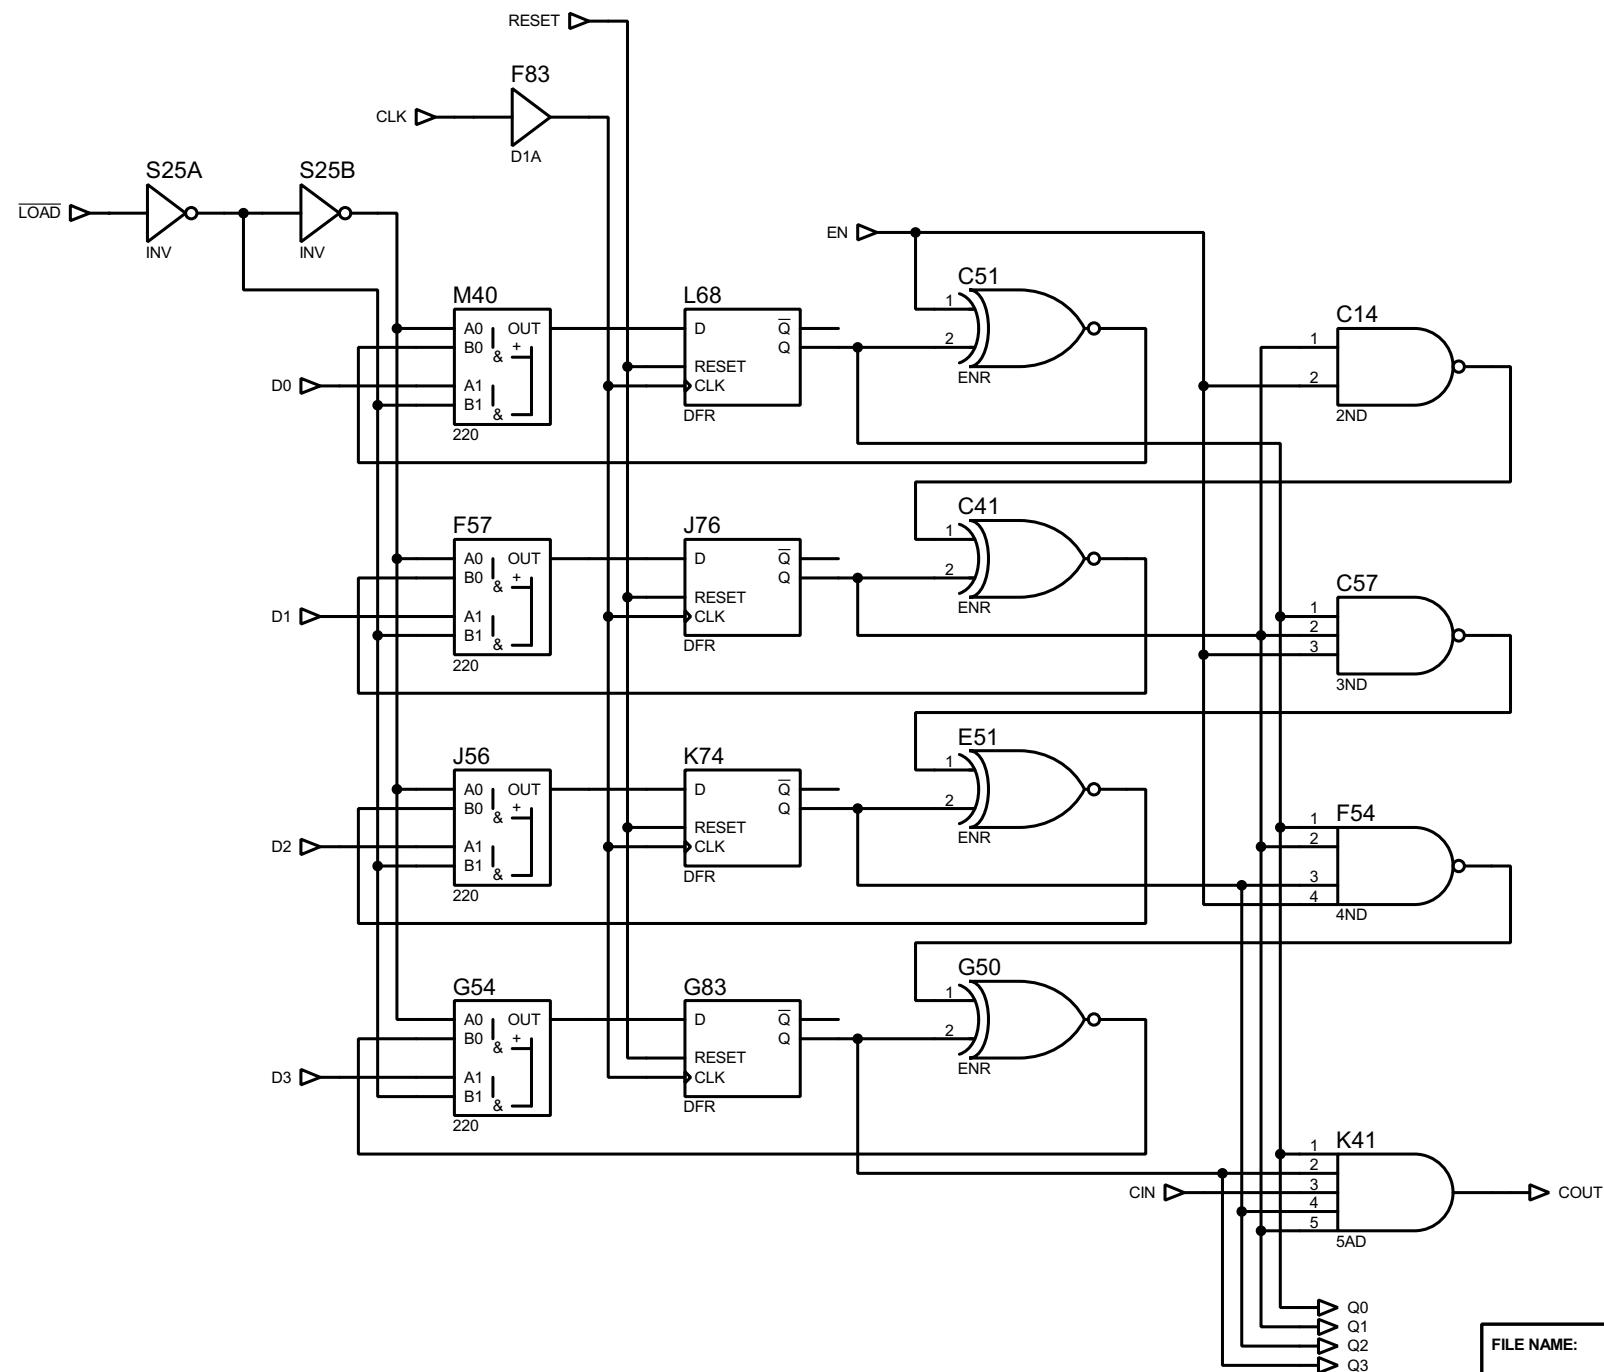 RESET
F83
CLK
D1A
S25A
S25B
LOAD
INV
INV
EN
C51
M40
L68
C14
A0 OUT
B0 +
&
A1
B1
&
220
D0
D Q
Q
RESET
CLK
DFR
1
2
ENR
1
2
2ND
C41
F57
J76
C57
A0 OUT
B0 +
&
A1
B1
&
220
D1
D Q
Q
RESET
CLK
DFR
1
2
ENR
1
2
3
3ND
E51
J56
K74
F54
A0 OUT
B0 +
&
A1
B1
&
220
D2
D Q
Q
RESET
CLK
DFR
1
2
ENR
1
2
3
4
4ND
G50
G54
G83
A0 OUT
B0 +
&
A1
B1
&
220
D3
D Q
Q
RESET
CLK
DFR
1
2
ENR
K41
1
2
3
4
5
5AD
CIN
COUT
Q0
Q1
Q2
Q3
FILE NAME: